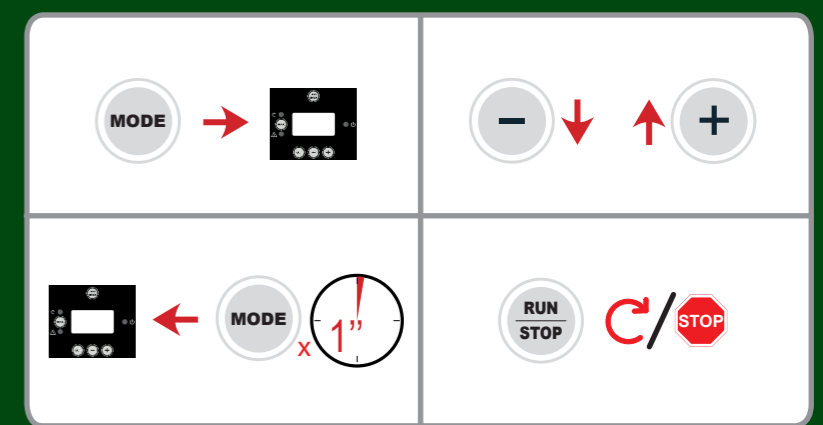 MODE
− +
MODE x 1”
RUN
STOP
STOP